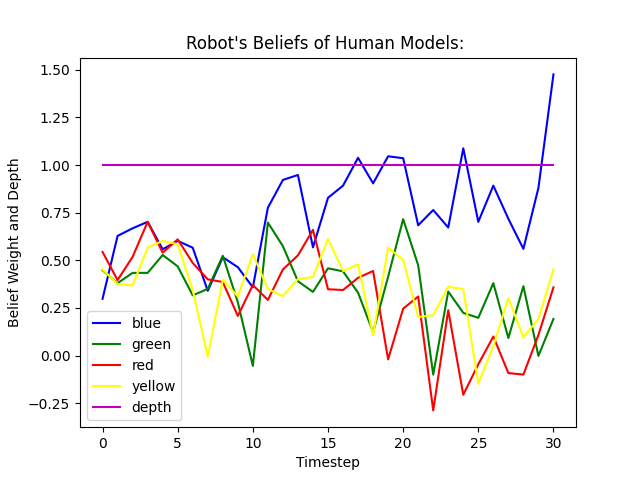 Robot's Beliefs of Human Models:
Belief Weight and Depth
1.50
1.25
1.00
0.75
0.50
0.25
0.00
−0.25
blue
green
red
yellow
depth
0 5 10 15 20 25 30
Timestep